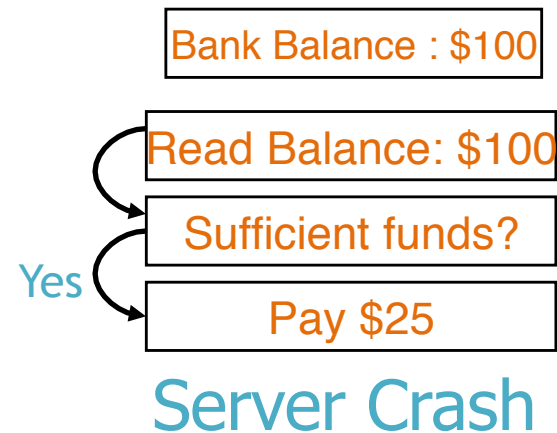 Bank Balance : $100
Read Balance: $100
Sufficient funds?
Yes
Pay $25
Server Crash